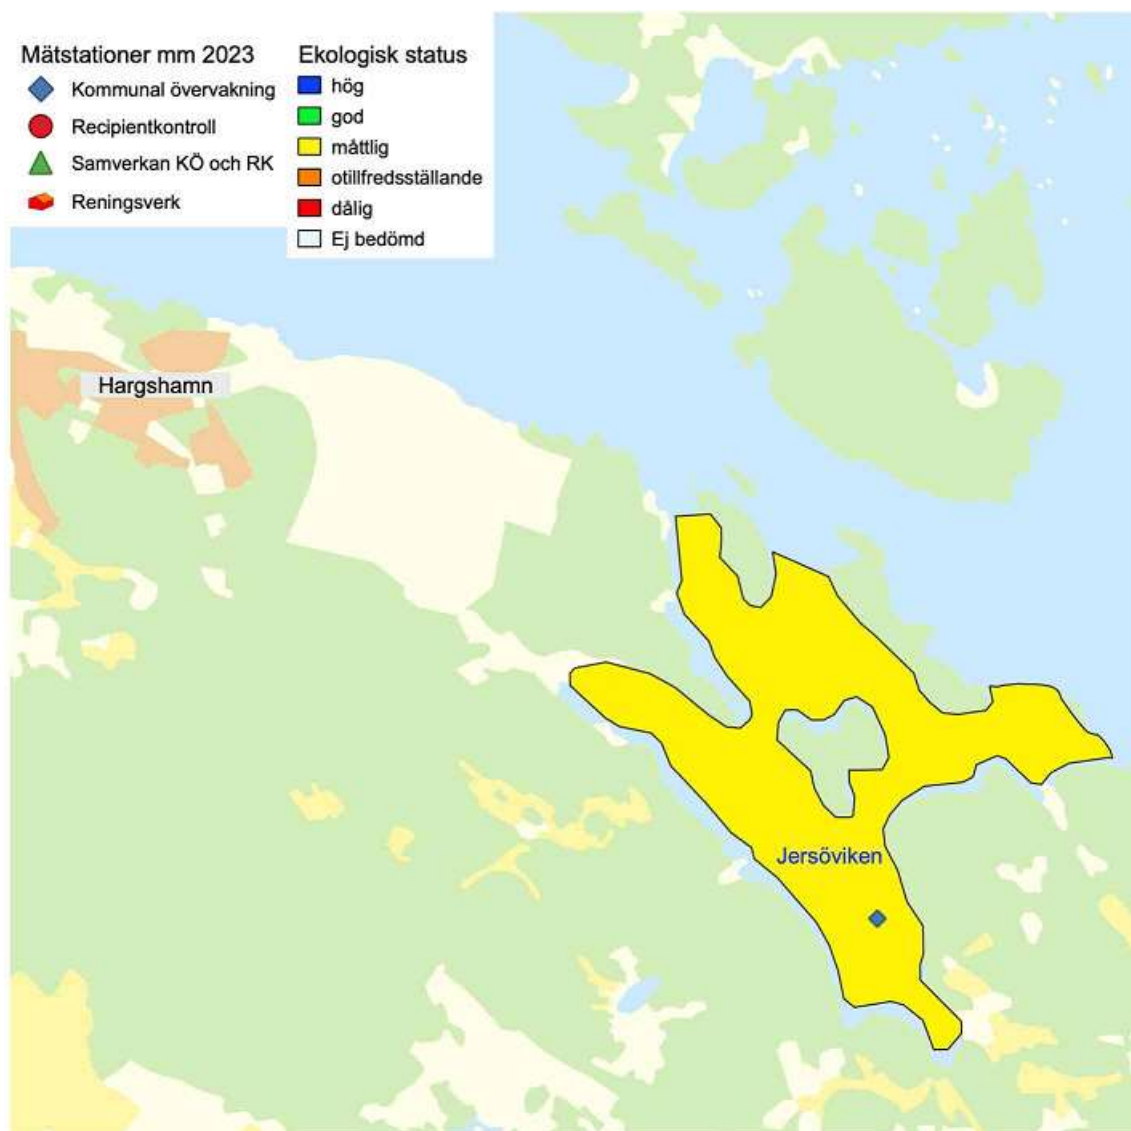 Mätstationer mm 2023
Kommunal övervakning
Recipientkontroll
Samverkan KÖ och RK
Reningsverk
Ekologisk status
hög
god
måttlig
otillfredsställande
dålig
Ej bedömd
Hargshamn
Jersöviken